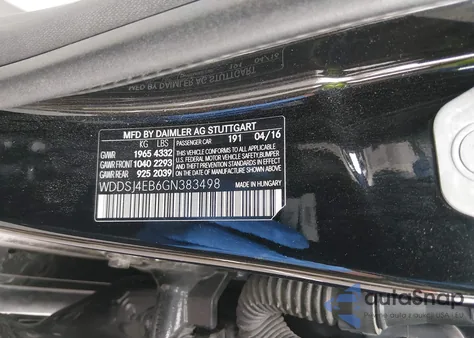 MFD BY DAIMLER AG STUTTGART
KG LBS PASSENGER CAR 191 04/16
GVWR 1965 4332 THIS VEHICLE CONFORMS TO ALL APPLICABLE
GAWR FRONT 1040 2293 U.S. FEDERAL MOTOR VEHICLE SAFETY,BUMPER
GAWR REAR 925 2039 AND THEFT PREVENTION STANDARDS IN EFFECT
ON THE DATE OF MANUFACTURE SHOWN ABOVE.
WDDSJ4EB6GN383498 MADE IN HUNGARY
autoSnap